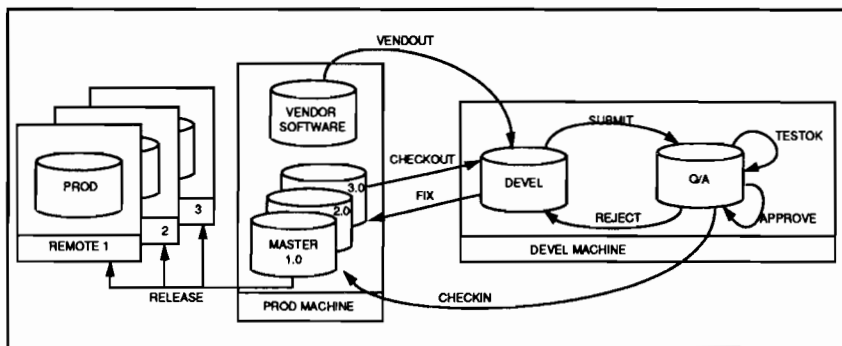 VENDOUT
VENDOR
SOFTWARE
SUBMIT
TESTOK
CHECKOUT
PROD
3.0
DEVEL
Q/A
2.0
FIX
3
REJECT
APPROVE
MASTER
1.0
REMOTE 1
2
DEVEL MACHINE
RELEASE
PROD MACHINE
CHECKIN